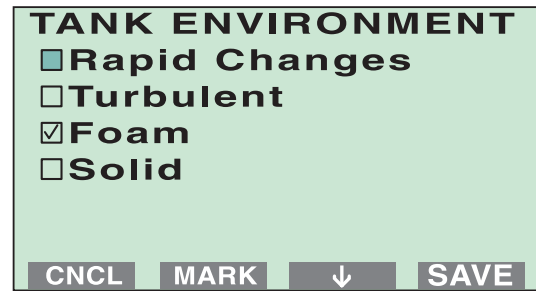 TANK ENVIRONMENT
Rapid Changes
Turbulent
Foam
Solid
CNCL MARK ↓ SAVE